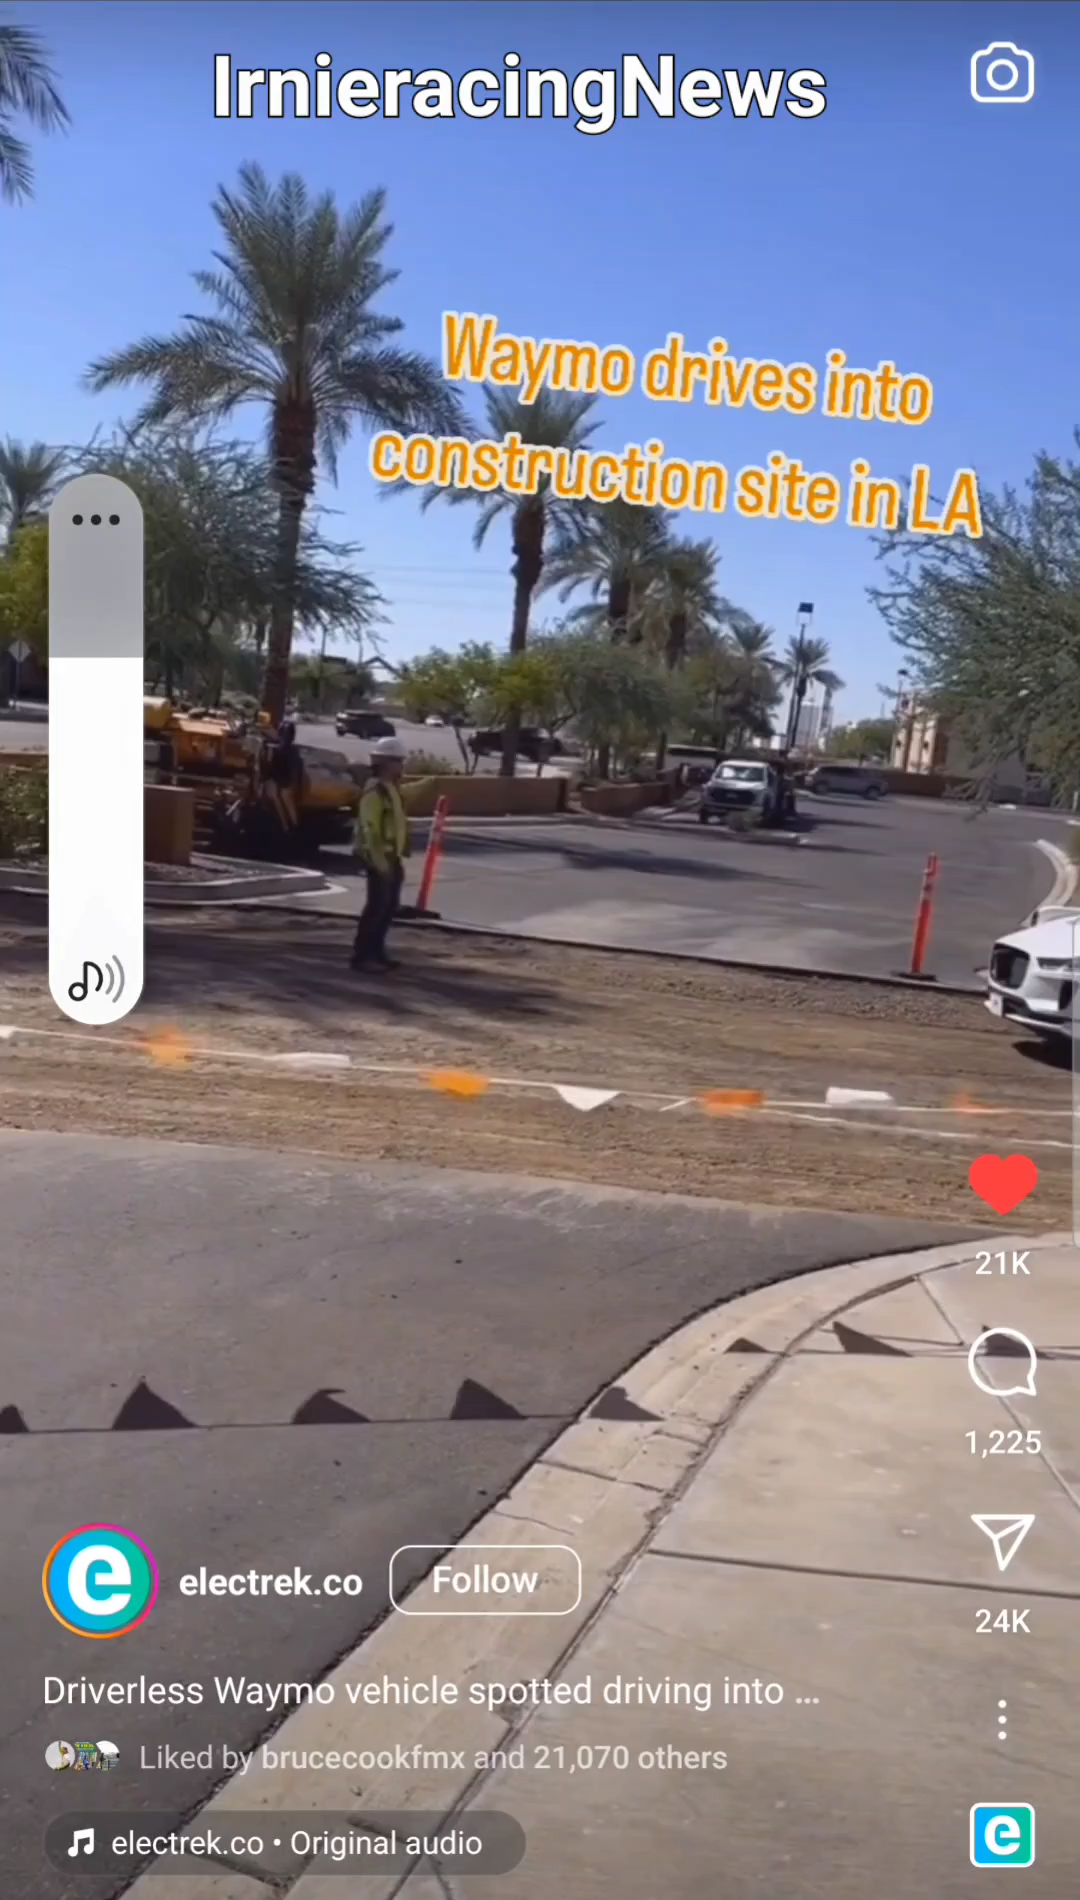 IrnieracingNews
Waymo drives into
construction site in LA
21K
1,225
e
electrek.co
Follow
24K
Driverless Waymo vehicle spotted driving into ...
Liked by brucecookfmx and 21,070 others
electrek.co • Original audio
e